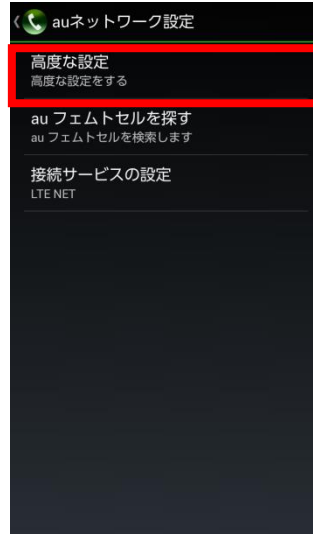 auネットワーク設定
高度な設定
高度な設定をする
au フェムトセルを探す
au フェムトセルを検索します
接続サービスの設定
LTE NET